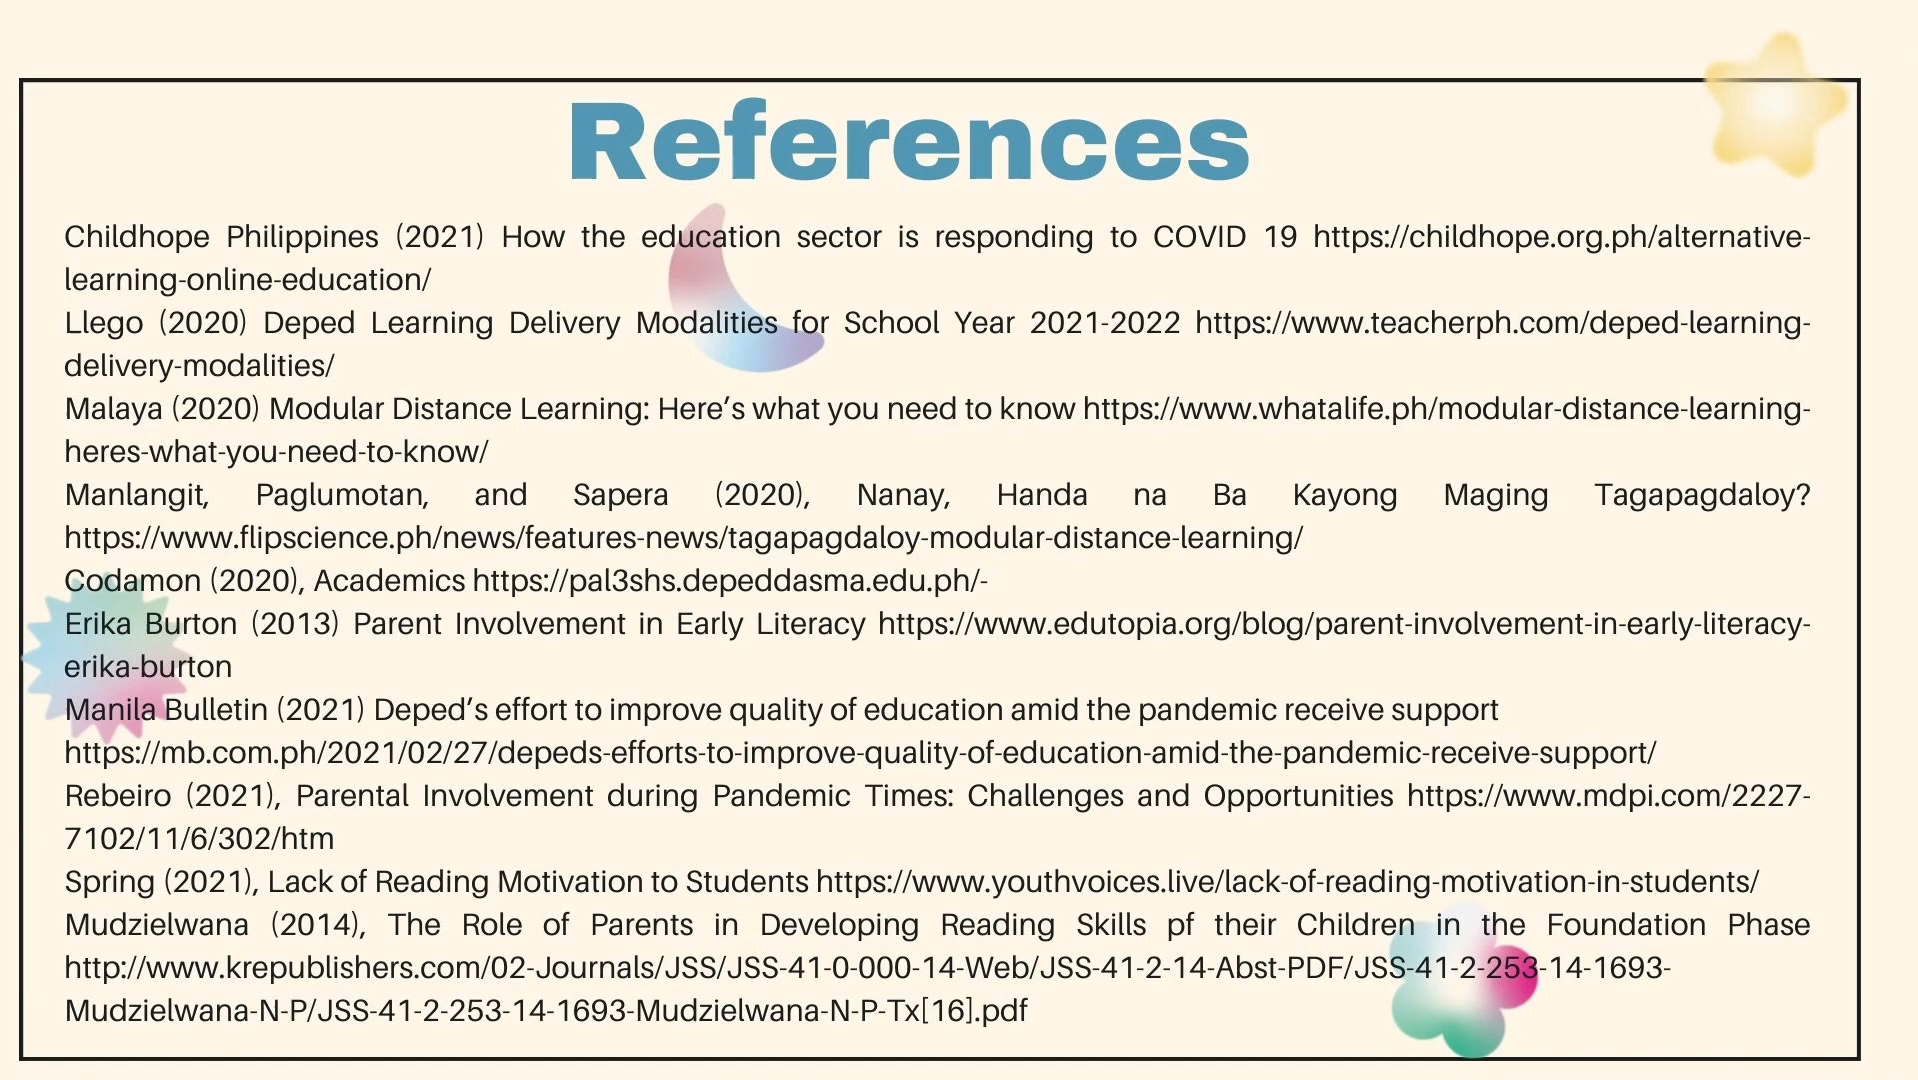 References
Childhope Philippines (2021) How the education sector is responding to COVID 19 https://childhope.org.ph/alternative-
learning-online-education/
Llego (2020) Deped Learning Delivery Modalities for School Year 2021-2022 https://www.teacherph.com/deped-learning-
delivery-modalities/
Malaya (2020) Modular Distance Learning: Here’s what you need to know https://www.whatalife.ph/modular-distance-learning-
heres-what-you-need-to-know/
Manlangit, Paglumotan, and Sapera (2020), Nanay, Handa na Ba Kayong Maging Tagapagdaloy?
https://www.flipscience.ph/news/features-news/tagapagdaloy-modular-distance-learning/
Codamon (2020), Academics https://pal3shs.depeddasma.edu.ph/-
Erika Burton (2013) Parent Involvement in Early Literacy https://www.edutopia.org/blog/parent-involvement-in-early-literacy-
erika-burton
Manila Bulletin (2021) Deped’s effort to improve quality of education amid the pandemic receive support
https://mb.com.ph/2021/02/27/depeds-efforts-to-improve-quality-of-education-amid-the-pandemic-receive-support/
Rebeiro (2021), Parental Involvement during Pandemic Times: Challenges and Opportunities https://www.mdpi.com/2227-
7102/11/6/302/htm
Spring (2021), Lack of Reading Motivation to Students https://www.youthvoices.live/lack-of-reading-motivation-in-students/
Mudzielwana (2014), The Role of Parents in Developing Reading Skills pf their Children in the Foundation Phase
http://www.krepublishers.com/02-Journals/JSS/JSS-41-0-000-14-Web/JSS-41-2-14-Abst-PDF/JSS-41-2-253-14-1693-
Mudzielwana-N-P/JSS-41-2-253-14-1693-Mudzielwana-N-P-Tx[16].pdf